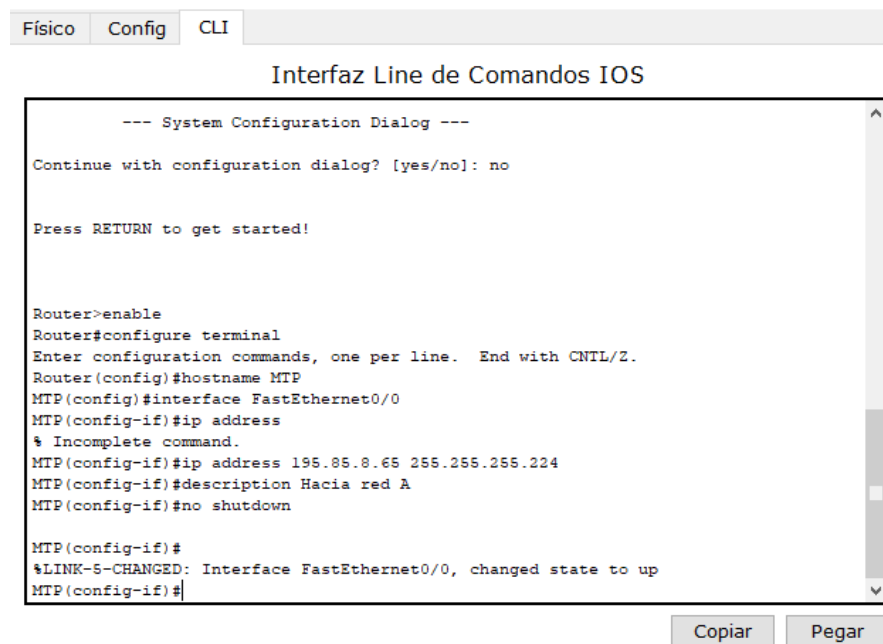 Físico Config CLI
Interfaz Line de Comandos IOS
--- System Configuration Dialog ---
Continue with configuration dialog? [yes/no]: no
Press RETURN to get started!
Router>enable
Router#configure terminal
Enter configuration commands, one per line.  End with CNTL/Z.
Router(config)#hostname MTP
MTP(config)#interface FastEthernet0/0
MTP(config-if)#ip address
% Incomplete command.
MTP(config-if)#ip address 195.85.8.65 255.255.255.224
MTP(config-if)#description Hacia red A
MTP(config-if)#no shutdown
MTP(config-if)#
%LINK-5-CHANGED: Interface FastEthernet0/0, changed state to up
MTP(config-if)#
Copiar Pegar